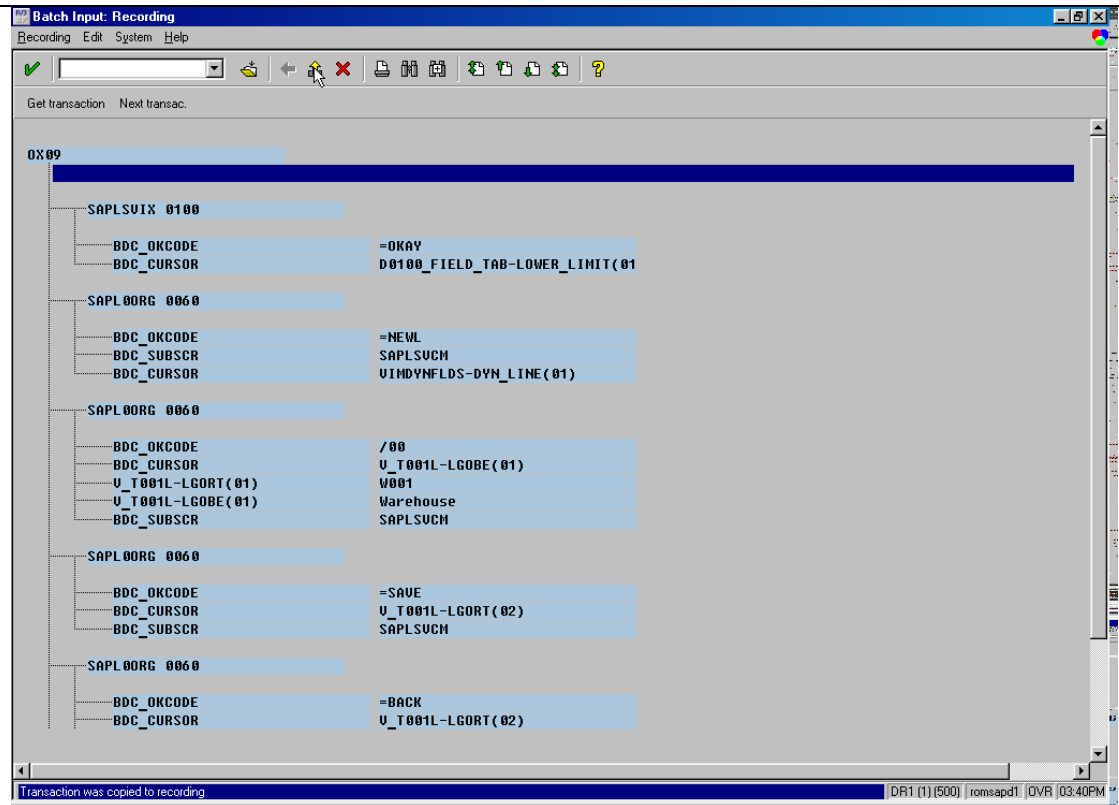 Batch Input: Recording
Recording Edit System Help
Get transaction Next transac.
OX09
SAPLSVIX 0100
BDC_OKCODE =OKAY
BDC_CURSOR D0100_FIELD_TAB-LOWER_LIMIT(01
SAPL0ORG 0060
BDC_OKCODE =NEWL
BDC_SUBSCR SAPLSVCM
BDC_CURSOR VIMDYNFLDS-DYN_LINE(01)
SAPL0ORG 0060
BDC_OKCODE /00
BDC_CURSOR V_T001L-LGOBE(01)
V_T001L-LGORT(01) W001
V_T001L-LGOBE(01) Warehouse
BDC_SUBSCR SAPLSVCM
SAPL0ORG 0060
BDC_OKCODE =SAVE
BDC_CURSOR V_T001L-LGORT(02)
BDC_SUBSCR SAPLSVCM
SAPL0ORG 0060
BDC_OKCODE =BACK
BDC_CURSOR V_T001L-LGORT(02)
Transaction was copied to recording DR1 (1) (500) romsapd1 OVR 03:40PM